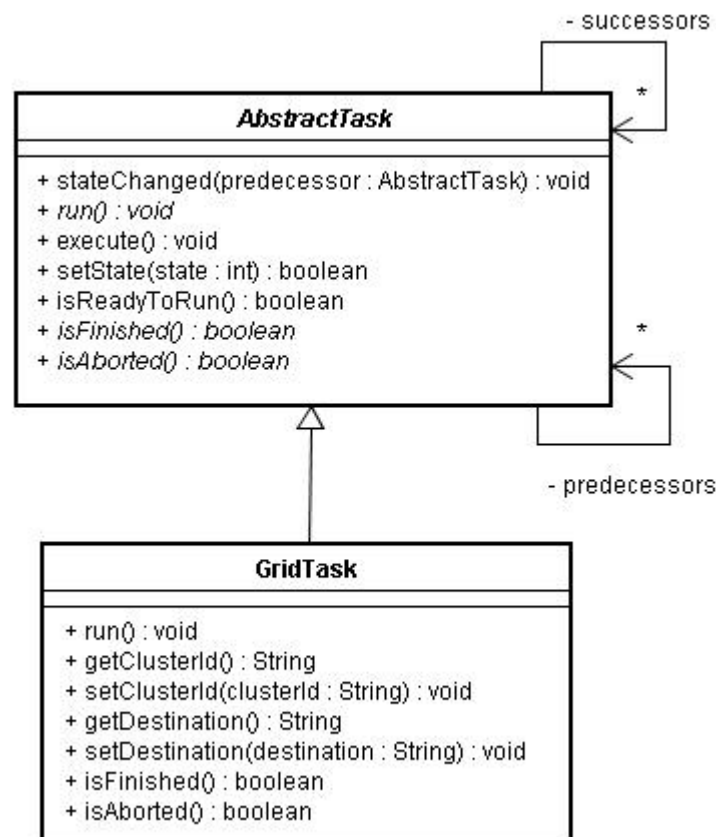 - successors
*
AbstractTask
+ stateChanged(predecessor : AbstractTask) : void
+ run() : void
+ execute() : void
+ setState(state : int) : boolean
+ isReadyToRun() : boolean
+ isFinished() : boolean
+ isAborted() : boolean
*
- predecessors
GridTask
+ run() : void
+ getClusterId() : String
+ setClusterId(clusterId : String) : void
+ getDestination() : String
+ setDestination(destination : String) : void
+ isFinished() : boolean
+ isAborted() : boolean